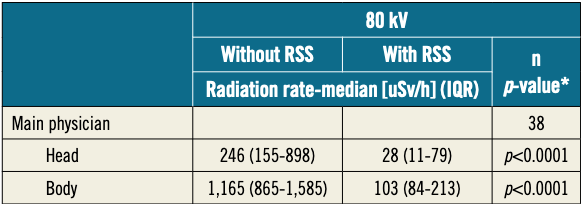 80 kV
Without RSS With RSS n
p-value*
Radiation rate-median [uSv/h] (IQR)
Main physician 38
Head 246 (155-898) 28 (11-79) p<0.0001
Body 1,165 (865-1,585) 103 (84-213) p<0.0001